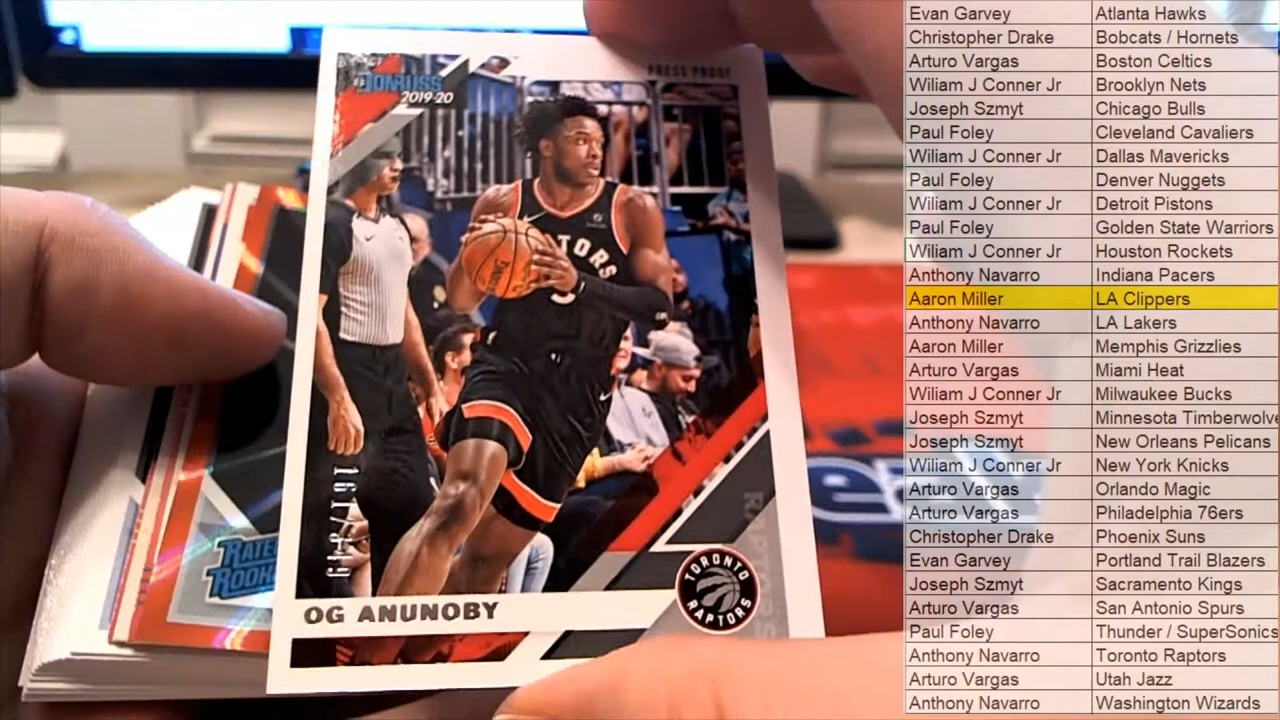 DONRUSS
2019-20
PRESS PROOF
TORS
RATED
ROOKIE
OG ANUNOBY
TORONTO
RAPTORS
Evan Garvey Atlanta Hawks
Christopher Drake Bobcats / Hornets
Arturo Vargas Boston Celtics
Wiliam J Conner Jr Brooklyn Nets
Joseph Szmyt Chicago Bulls
Paul Foley Cleveland Cavaliers
Wiliam J Conner Jr Dallas Mavericks
Paul Foley Denver Nuggets
Wiliam J Conner Jr Detroit Pistons
Paul Foley Golden State Warriors
Wiliam J Conner Jr Houston Rockets
Anthony Navarro Indiana Pacers
Aaron Miller LA Clippers
Anthony Navarro LA Lakers
Aaron Miller Memphis Grizzlies
Arturo Vargas Miami Heat
Wiliam J Conner Jr Milwaukee Bucks
Joseph Szmyt Minnesota Timberwolve
Joseph Szmyt New Orleans Pelicans
Wiliam J Conner Jr New York Knicks
Arturo Vargas Orlando Magic
Arturo Vargas Philadelphia 76ers
Christopher Drake Phoenix Suns
Evan Garvey Portland Trail Blazers
Joseph Szmyt Sacramento Kings
Arturo Vargas San Antonio Spurs
Paul Foley Thunder / SuperSonics
Anthony Navarro Toronto Raptors
Arturo Vargas Utah Jazz
Anthony Navarro Washington Wizards